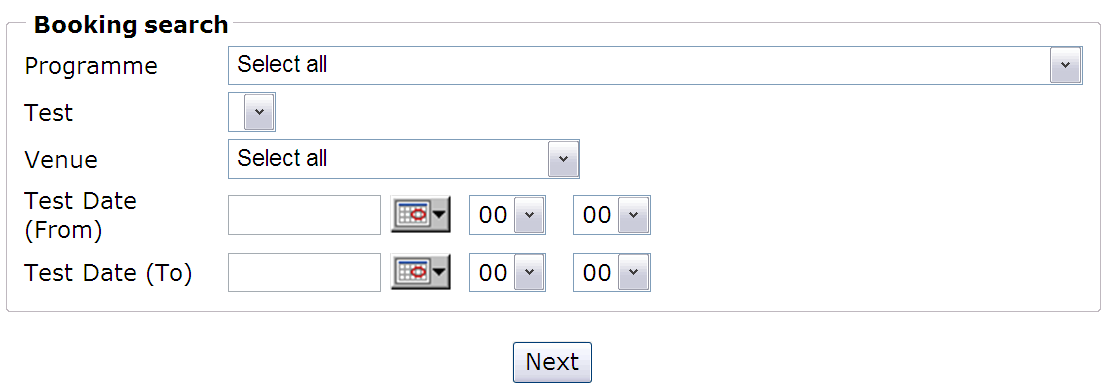 Booking search
Programme Select all
Test
Venue Select all
Test Date
(From) 00 00
Test Date (To) 00 00
Next